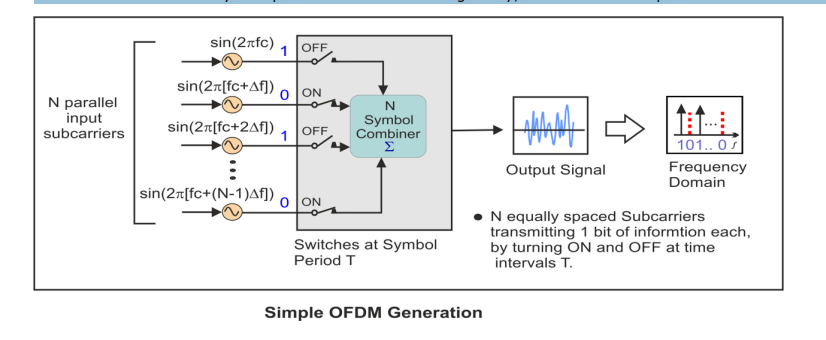 sin(2πfc)
1
OFF
sin(2π[fc+Δf])
0
ON
sin(2π[fc+2Δf])
1
OFF
sin(2π[fc+(N-1)Δf])
0
ON
N parallel
input
subcarriers
N
Symbol
Combiner
Σ
Switches at Symbol
Period T
Output Signal
...
101.. 0 f
Frequency
Domain
● N equally spaced Subcarriers
transmitting 1 bit of informtion each,
by turning ON and OFF at time
intervals T.
Simple OFDM Generation